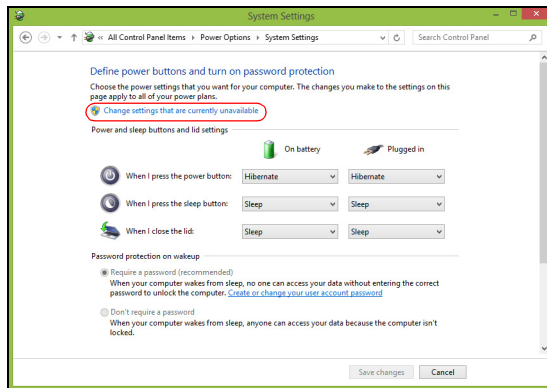 System Settings
« All Control Panel Items ▸ Power Options ▸ System Settings
Search Control Panel
Define power buttons and turn on password protection
Choose the power settings that you want for your computer. The changes you make to the settings on this
page apply to all of your power plans.
Change settings that are currently unavailable
Power and sleep buttons and lid settings
On battery Plugged in
When I press the power button: Hibernate Hibernate
When I press the sleep button: Sleep Sleep
When I close the lid: Sleep Sleep
Password protection on wakeup
Require a password (recommended)
When your computer wakes from sleep, no one can access your data without entering the correct
password to unlock the computer. Create or change your user account password
Don't require a password
When your computer wakes from sleep, anyone can access your data because the computer isn't
locked.
Save changes Cancel